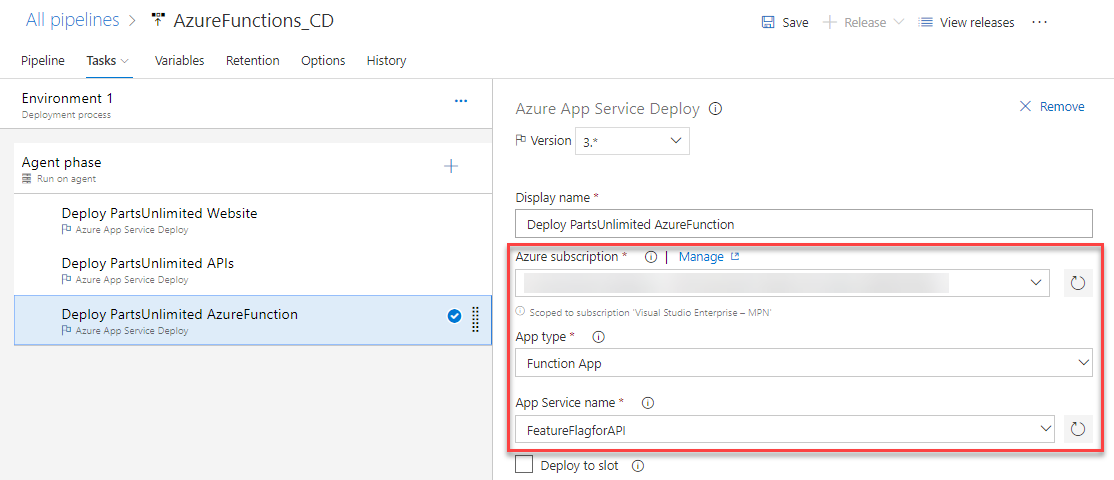 All pipelines > AzureFunctions_CD
Save
Release
View releases
Pipeline
Tasks
Variables
Retention
Options
History
Environment 1
Deployment process
Agent phase
Run on agent
Deploy PartsUnlimited Website
Azure App Service Deploy
Deploy PartsUnlimited APIs
Azure App Service Deploy
Deploy PartsUnlimited AzureFunction
Azure App Service Deploy
Azure App Service Deploy
Remove
Version 3.*
Display name *
Deploy PartsUnlimited AzureFunction
Azure subscription * | Manage
Scoped to subscription 'Visual Studio Enterprise – MPN'
App type *
Function App
App Service name *
FeatureFlagforAPI
Deploy to slot